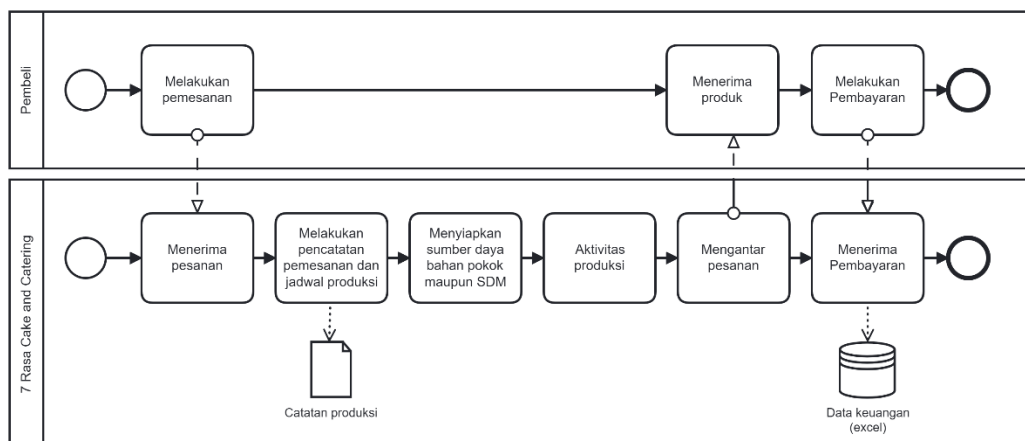 Pembeli
Melakukan
pemesanan
Menerima
produk
Melakukan
Pembayaran
7 Rasa Cake and Catering
Menerima
pesanan
Melakukan
pencatatan
pemesanan dan
jadwal produksi
Menyiapkan
sumber daya
bahan pokok
maupun SDM
Aktivitas
produksi
Mengantar
pesanan
Menerima
Pembayaran
Catatan produksi
Data keuangan
(excel)